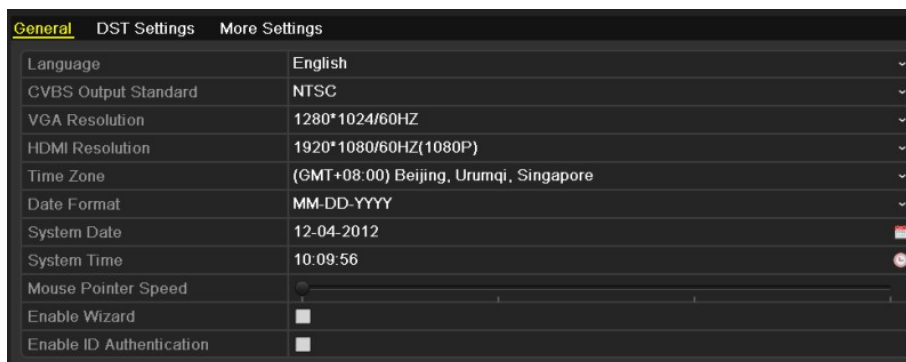 General DST Settings More Settings
Language English
CVBS Output Standard NTSC
VGA Resolution 1280*1024/60HZ
HDMI Resolution 1920*1080/60HZ(1080P)
Time Zone (GMT+08:00) Beijing, Urumqi, Singapore
Date Format MM-DD-YYYY
System Date 12-04-2012
System Time 10:09:56
Mouse Pointer Speed
Enable Wizard
Enable ID Authentication